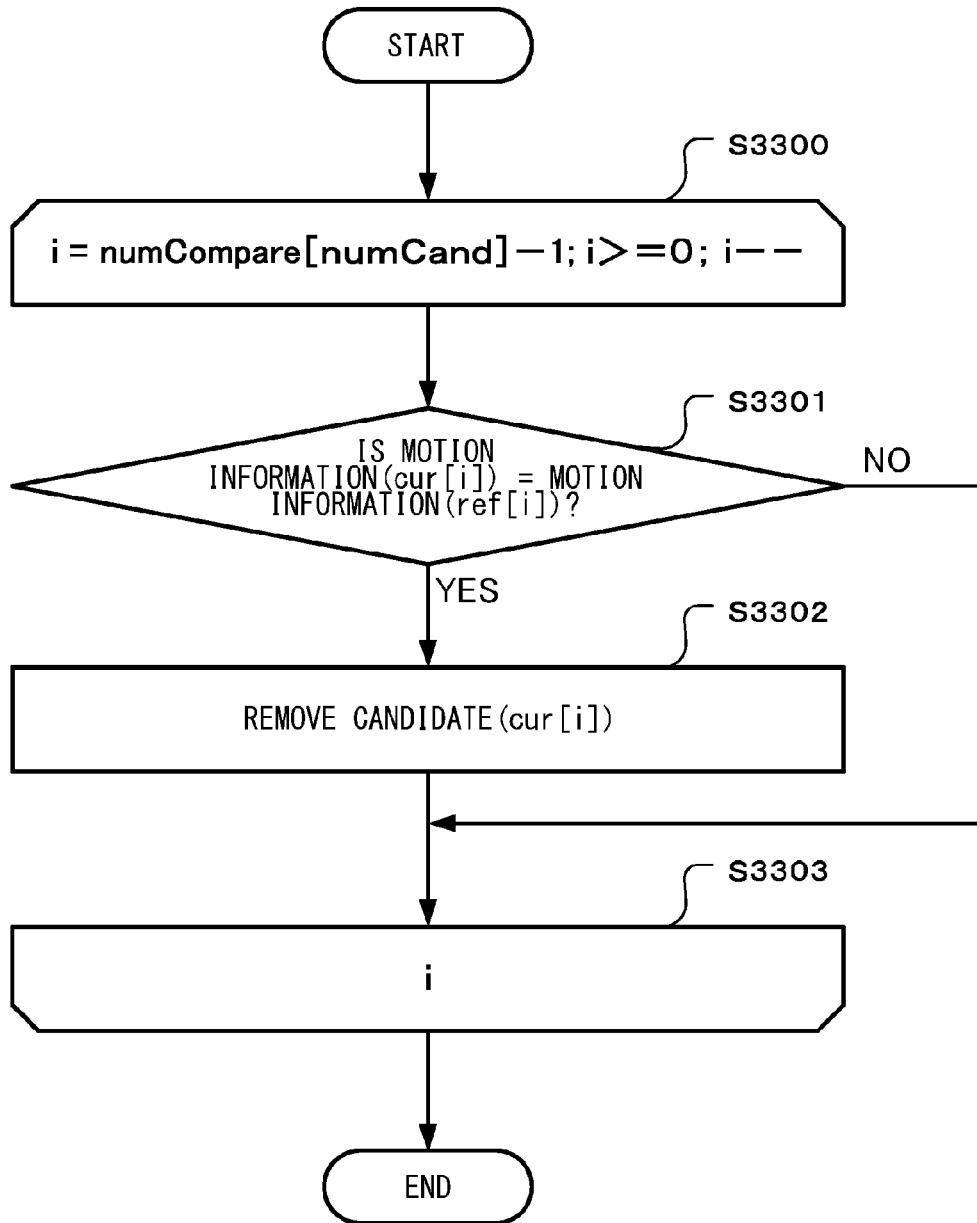 START
S3300
i = numCompare[numCand]−1; i>=0; i−−
S3301
IS MOTION
INFORMATION(cur[i]) = MOTION
INFORMATION(ref[i])?
NO
YES
S3302
REMOVE CANDIDATE(cur[i])
S3303
i
END